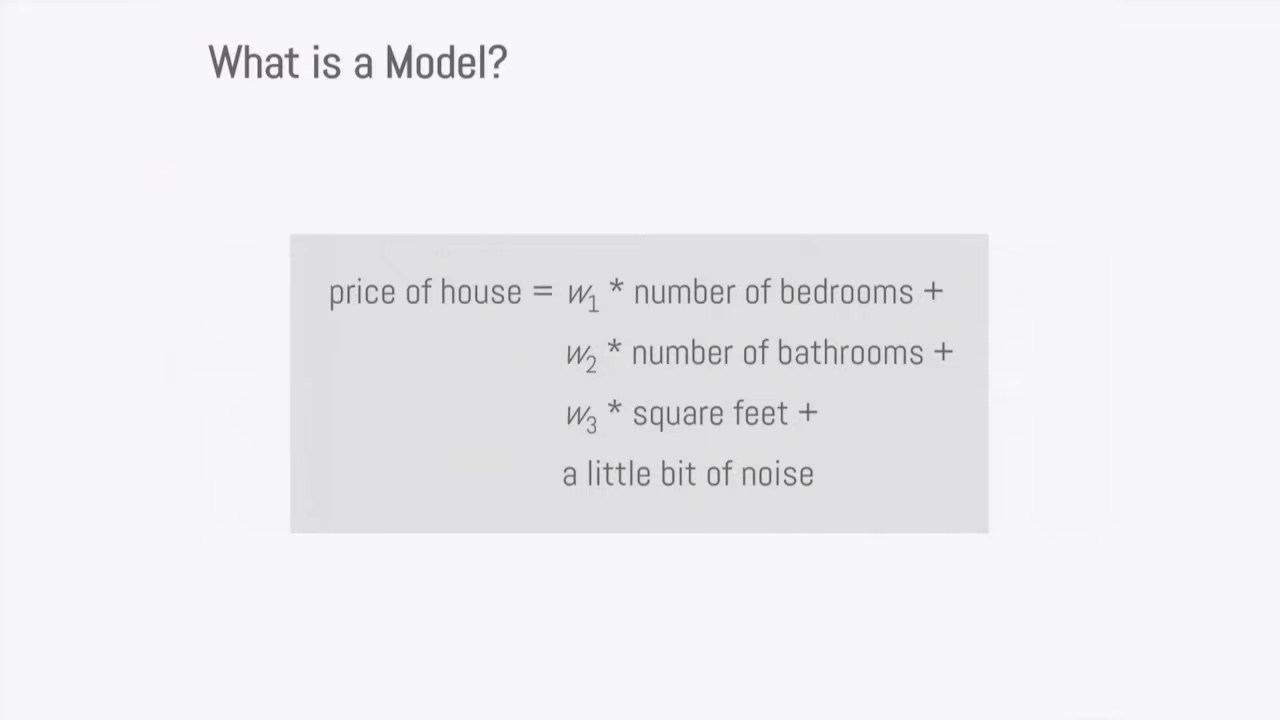 What is a Model?
price of house = w₁ * number of bedrooms +
w₂ * number of bathrooms +
w₃ * square feet +
a little bit of noise